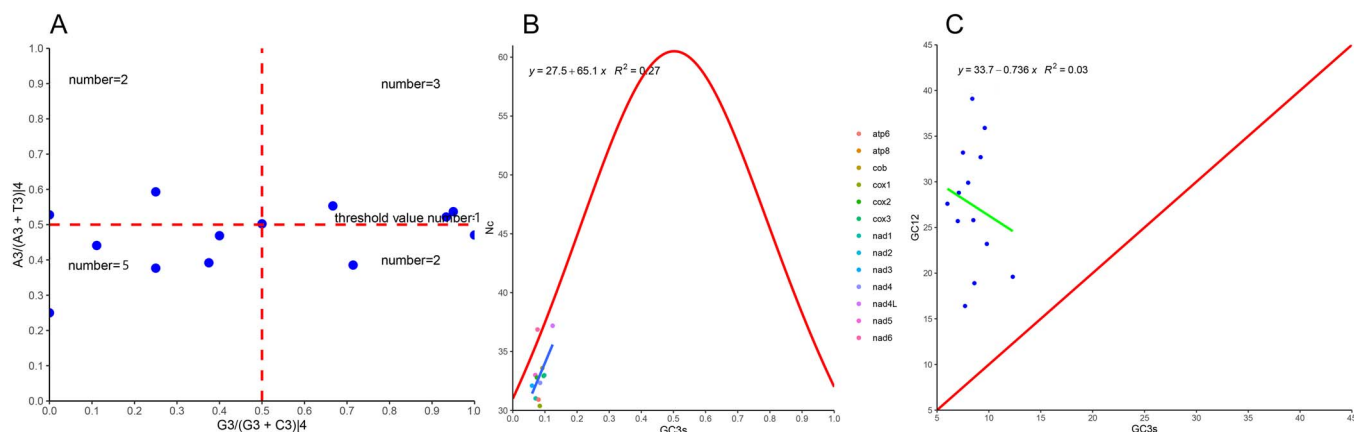 A
1.0
0.9
0.8
0.7
0.6
0.5
0.4
0.3
0.2
0.1
0.0
A3/(A3 + T3)|4
number=2
number=3
threshold value number=1
number=5
number=2
0.0 0.1 0.2 0.3 0.4 0.5 0.6 0.7 0.8 0.9 1.0
G3/(G3 + C3)|4
B
60
55
50
45
40
35
30
Nc
y = 27.5 + 65.1 x R² = 0.27
0.0 0.1 0.2 0.3 0.4 0.5 0.6 0.7 0.8 0.9 1.0
GC3s
atp6
atp8
cob
cox1
cox2
cox3
nad1
nad2
nad3
nad4
nad4L
nad5
nad6
C
45
40
35
30
25
20
15
10
5
GC12
y = 33.7 − 0.736 x R² = 0.03
5 10 15 20 25 30 35 40 45
GC3s